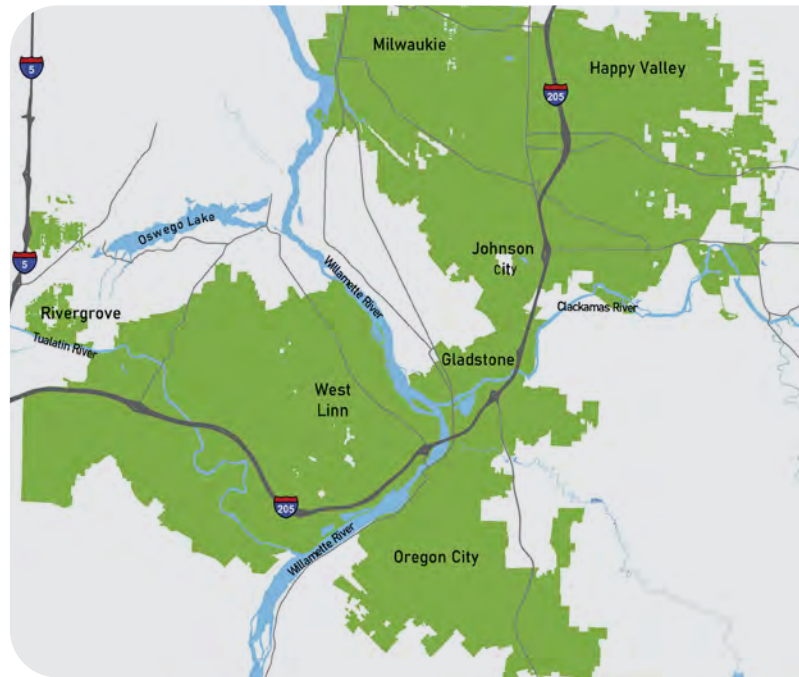 5
Milwaukie
Happy Valley
205
Oswego Lake
5
Johnson
City
Willamette River
Rivergrove
Clackamas River
Tualatin River
Gladstone
West
Linn
205
Willamette River
Oregon City